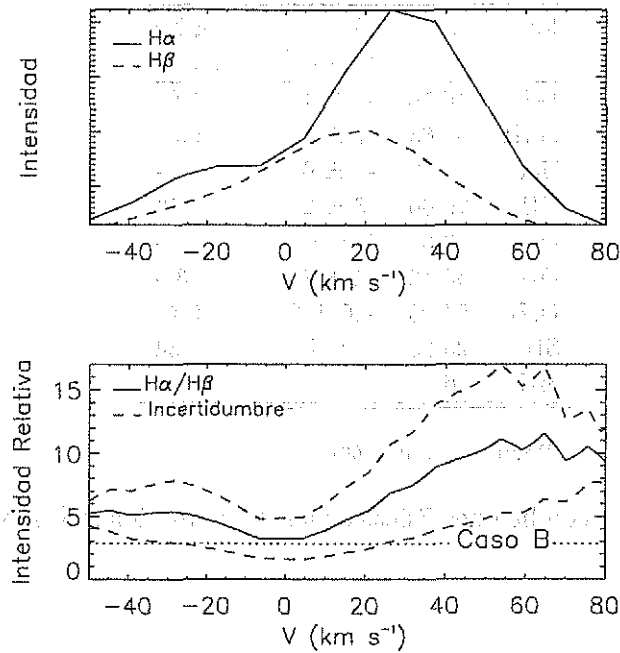 Hα
Hβ
Intensidad
−40 −20 0 20 40 60 80
V (km s⁻¹)
15
10
5
0
Hα/Hβ
Incertidumbre
Caso B
Intensidad Relativa
−40 −20 0 20 40 60 80
V (km s⁻¹)